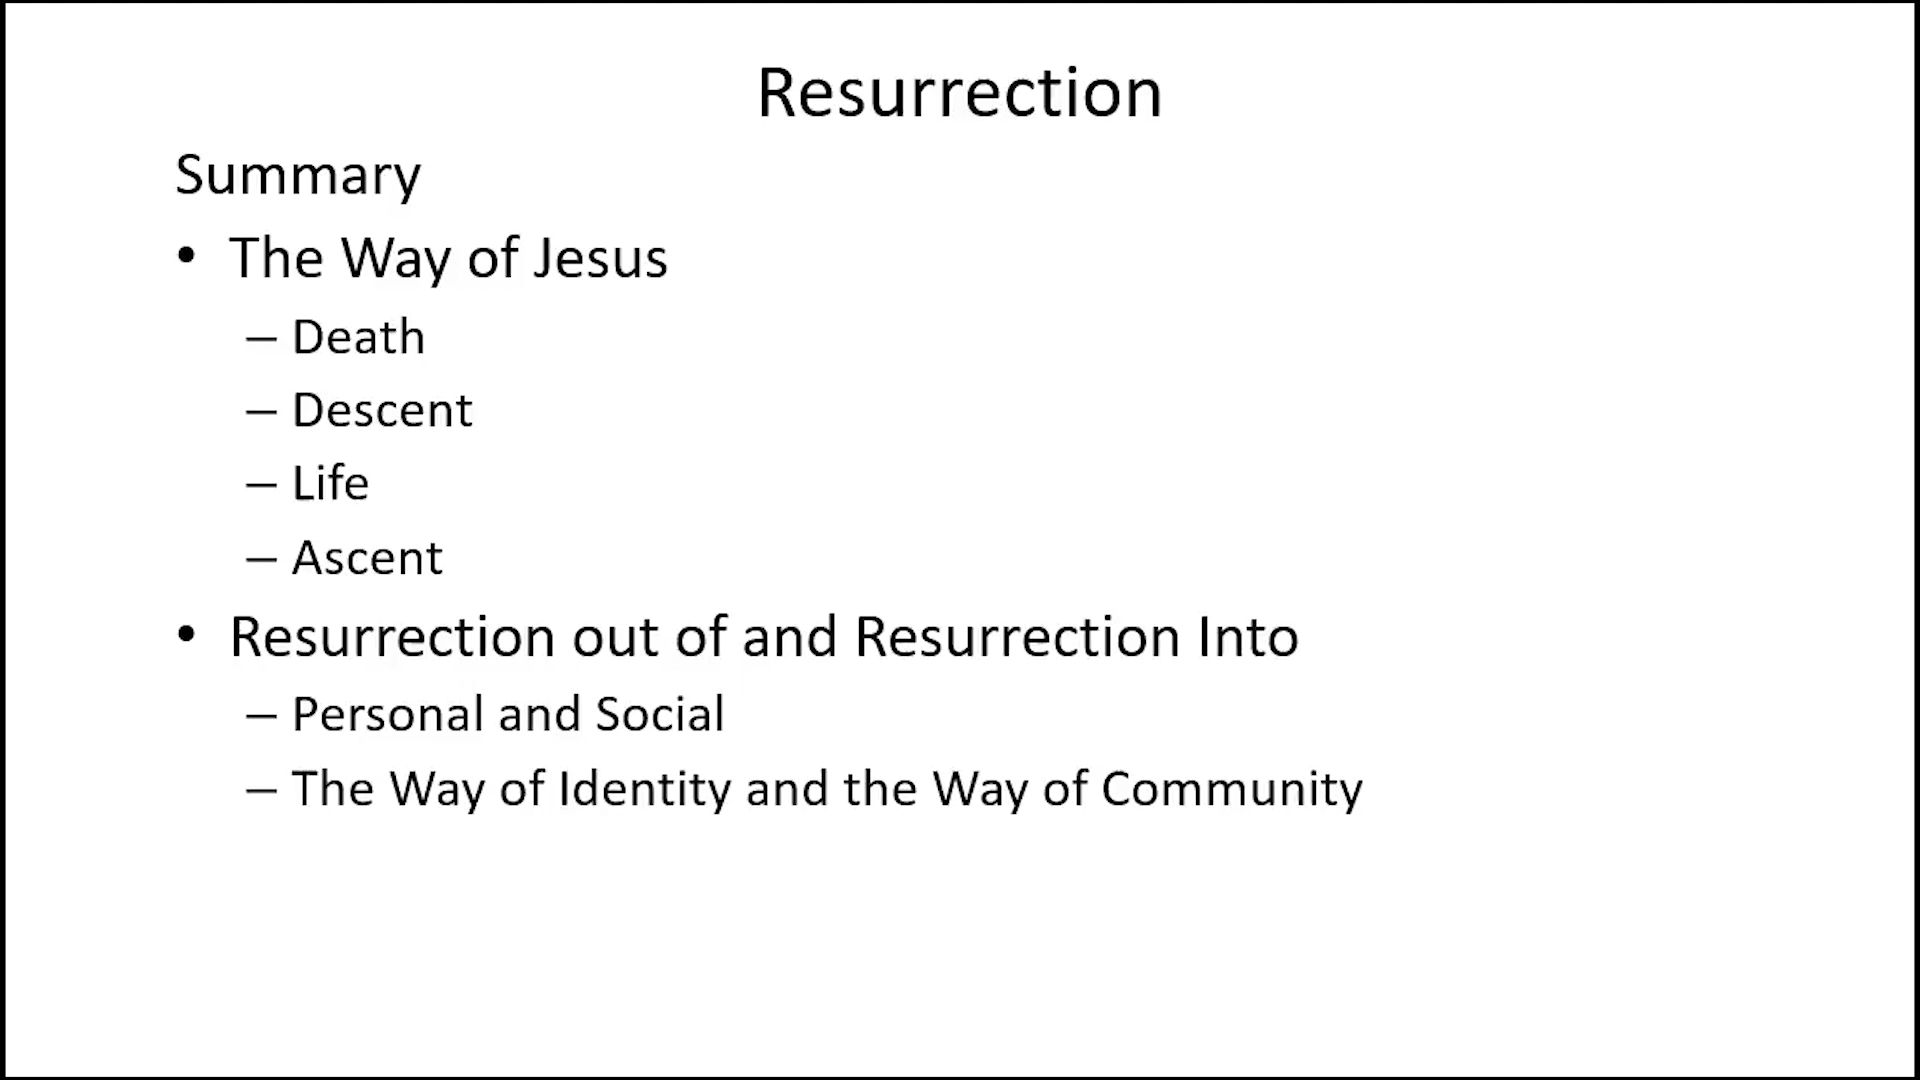 Resurrection
Summary
• The Way of Jesus
– Death
– Descent
– Life
– Ascent
• Resurrection out of and Resurrection Into
– Personal and Social
– The Way of Identity and the Way of Community